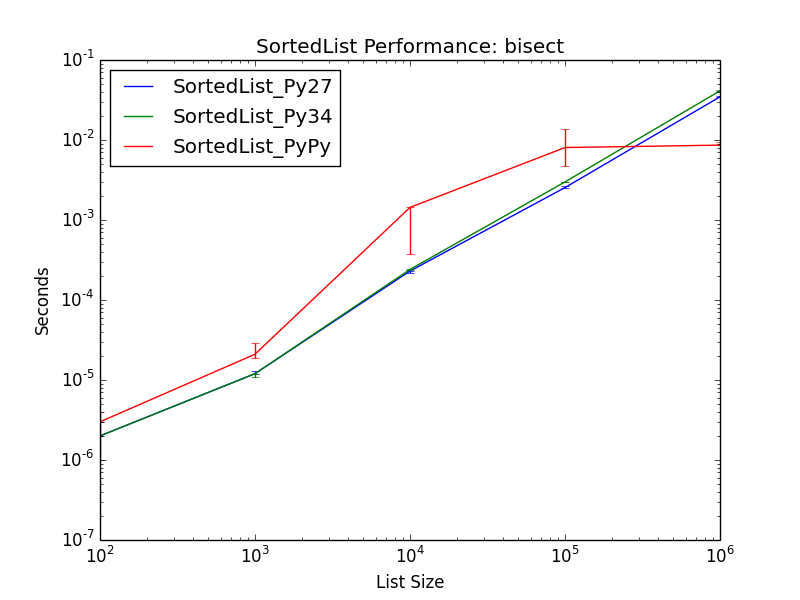 SortedList Performance: bisect
10^-1
SortedList_Py27
SortedList_Py34
SortedList_PyPy
10^-2
10^-3
Seconds
10^-4
10^-5
10^-6
10^-7
10^2 10^3 10^4 10^5 10^6
List Size